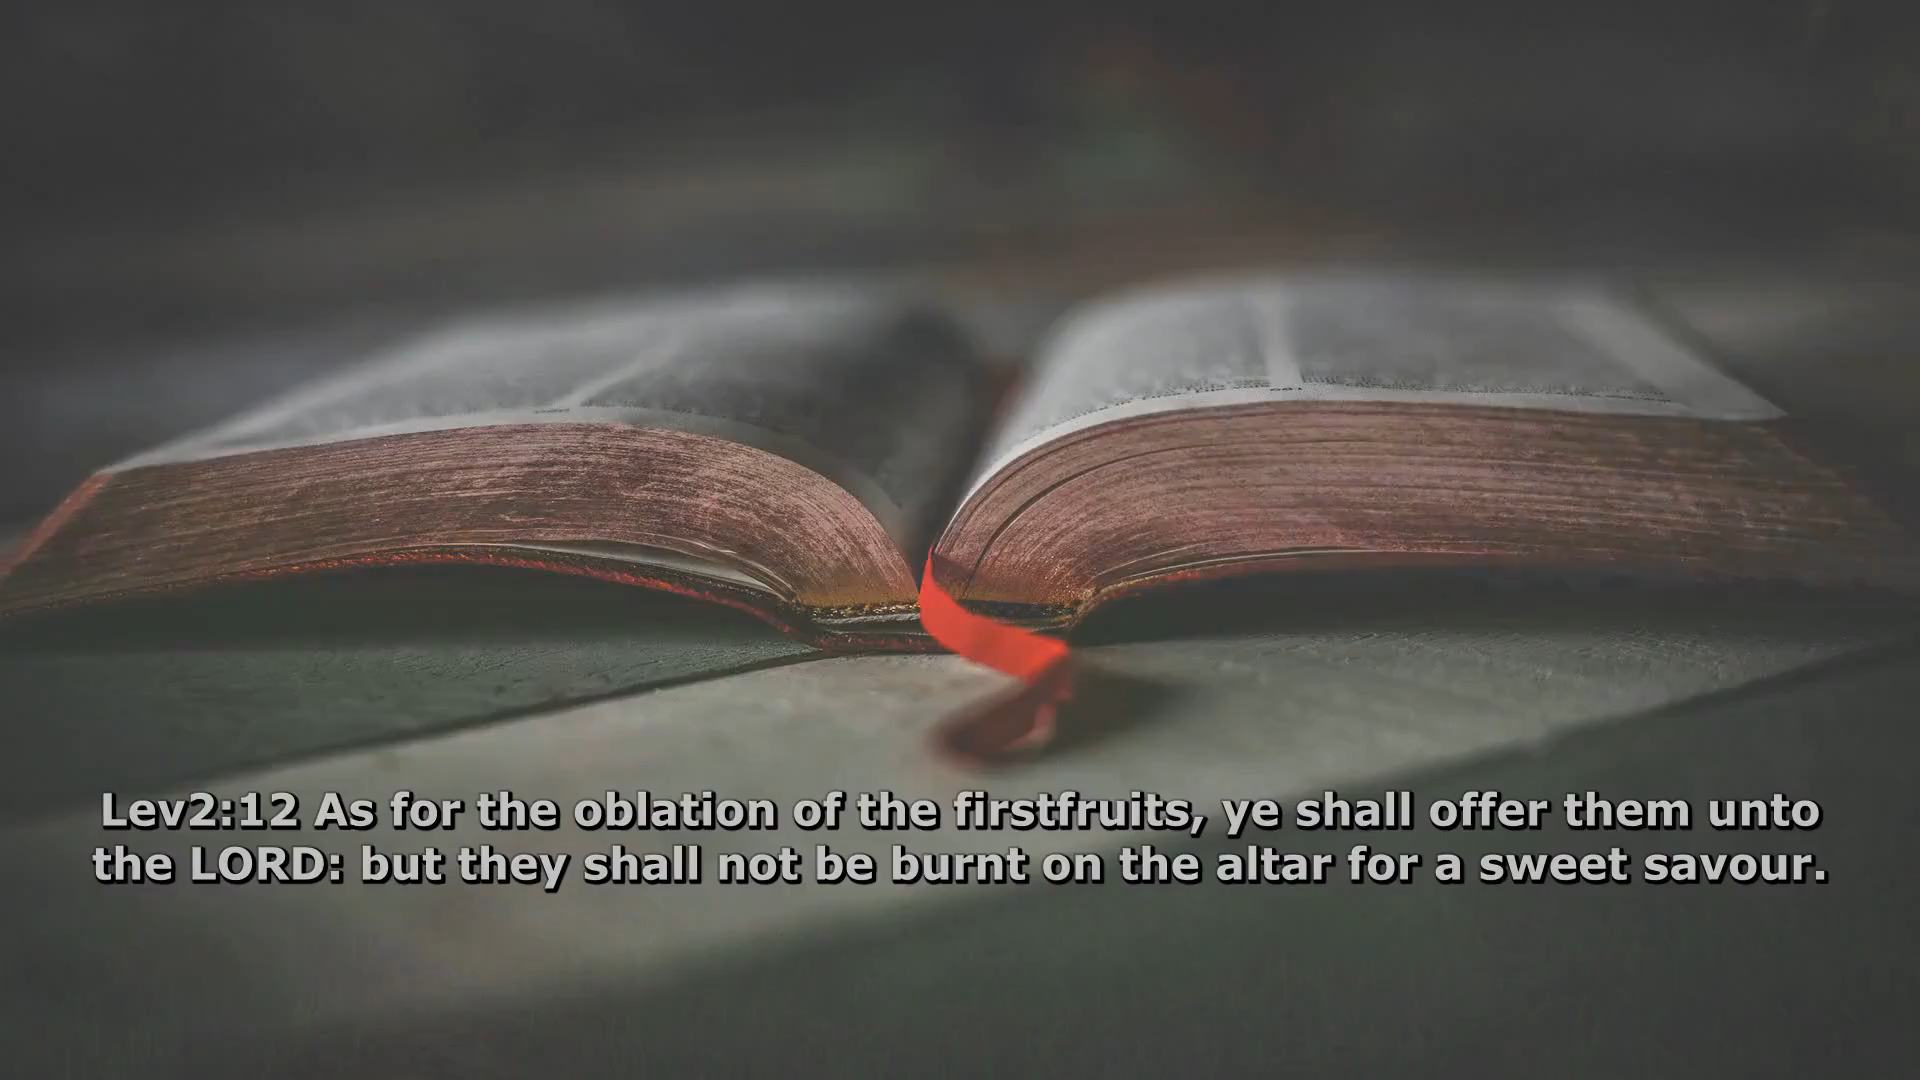 Lev2:12 As for the oblation of the firstfruits, ye shall offer them unto
the LORD: but they shall not be burnt on the altar for a sweet savour.